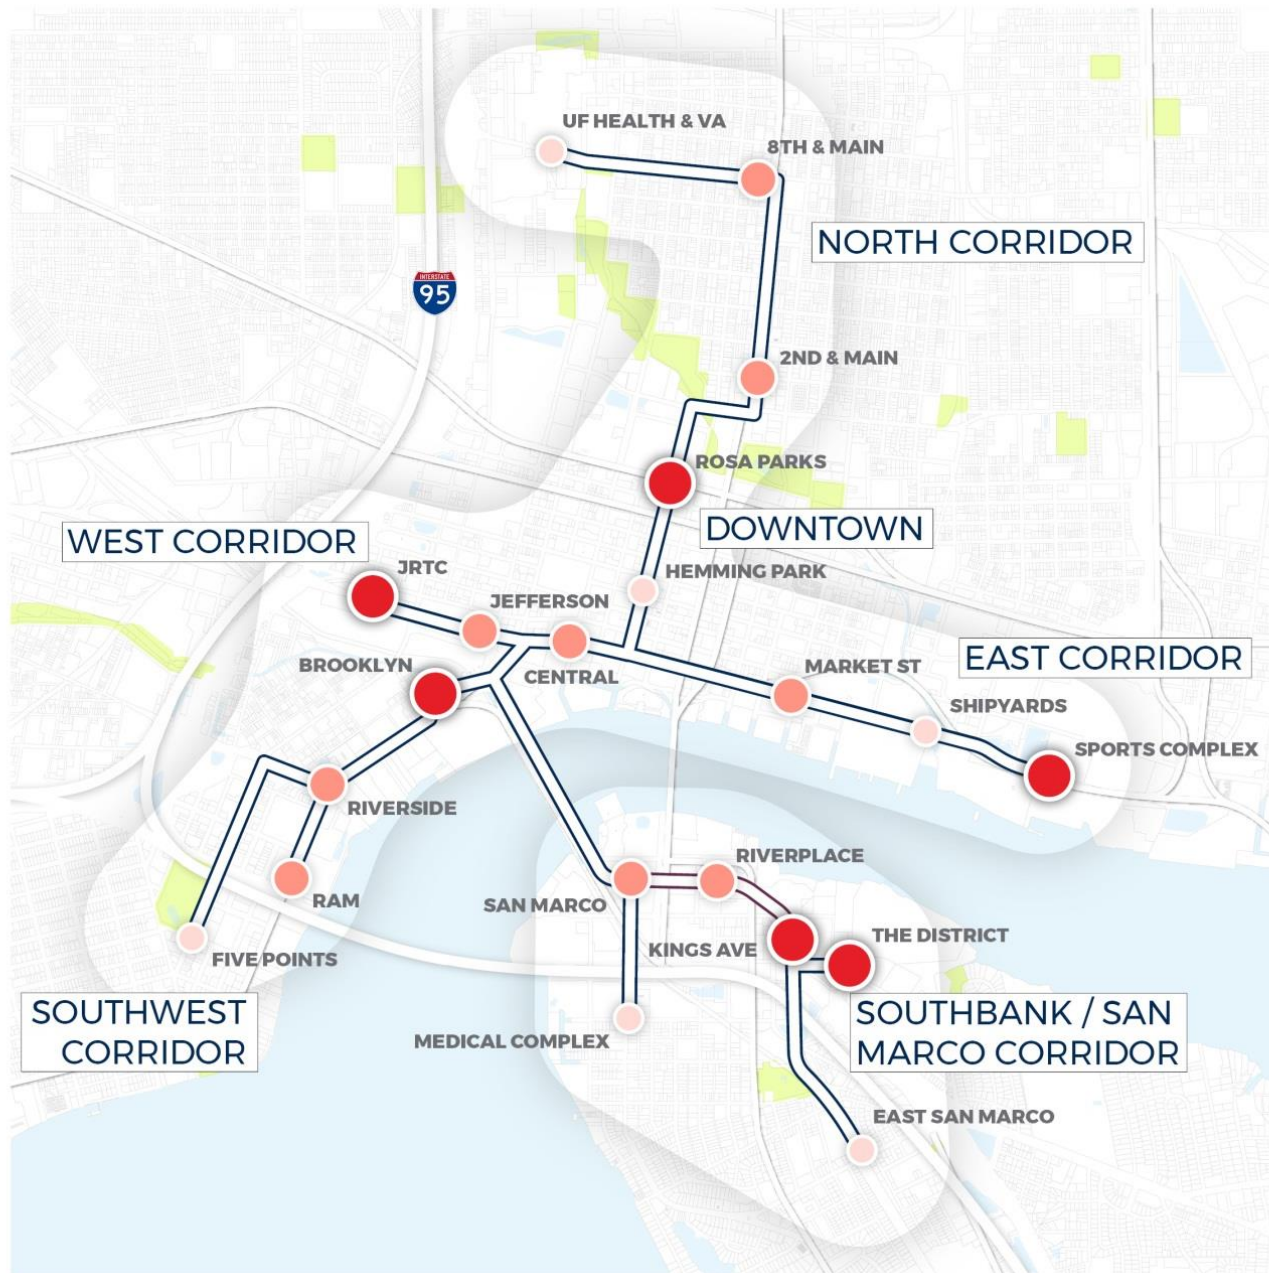 UF HEALTH & VA
8TH & MAIN
NORTH CORRIDOR
INTERSTATE
95
2ND & MAIN
ROSA PARKS
DOWNTOWN
WEST CORRIDOR
JRTC
HEMMING PARK
JEFFERSON
EAST CORRIDOR
BROOKLYN
CENTRAL
MARKET ST
SHIPYARDS
SPORTS COMPLEX
RIVERSIDE
RIVERPLACE
RAM
SAN MARCO
KINGS AVE
THE DISTRICT
FIVE POINTS
SOUTHWEST
CORRIDOR
SOUTHBANK / SAN
MARCO CORRIDOR
MEDICAL COMPLEX
EAST SAN MARCO